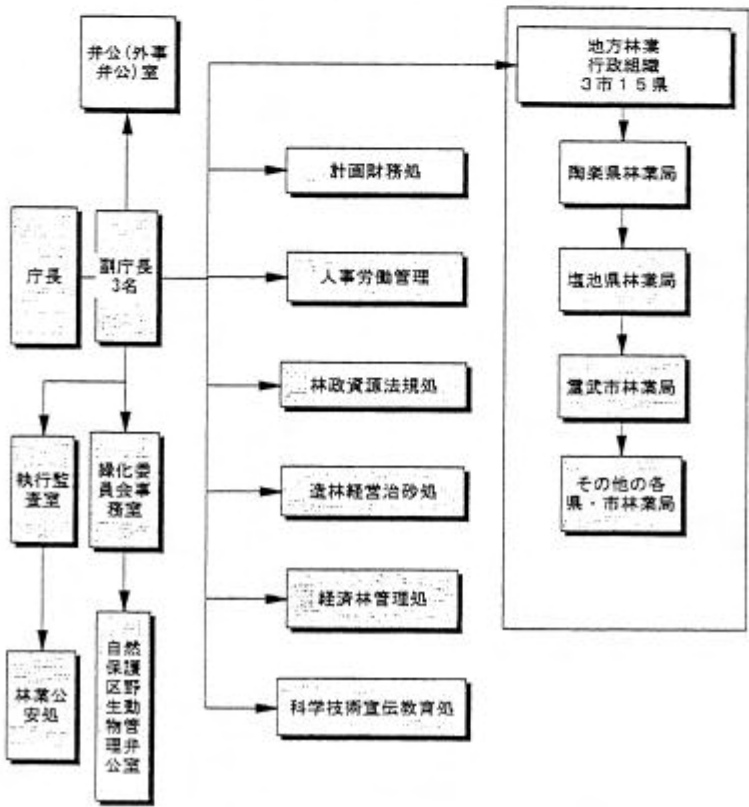 弁公(外事
弁公)室
地方林業
行政組織
3市15県
計画財務処
陶楽県林業局
庁長
副庁長
3名
人事労働管理
塩池県林業局
林政資源法規処
霊武市林業局
執行監
査室
緑化委
員会事
務室
造林経営治砂処
その他の各
県・市林業局
経済林管理処
林業公
安処
自然
保護
区野
生動
物管
理弁
公室
科学技術宣伝教育処